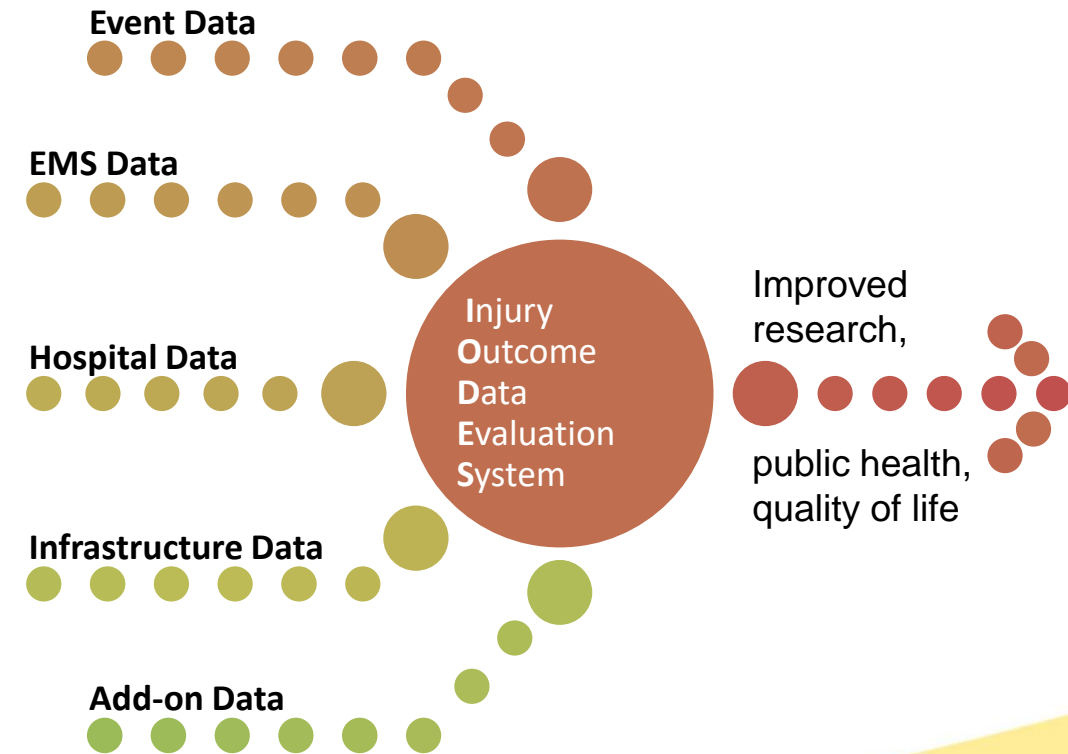 Event Data
EMS Data
Hospital Data
Infrastructure Data
Add-on Data
Injury
Outcome
Data
Evaluation
System
Improved
research,
public health,
quality of life